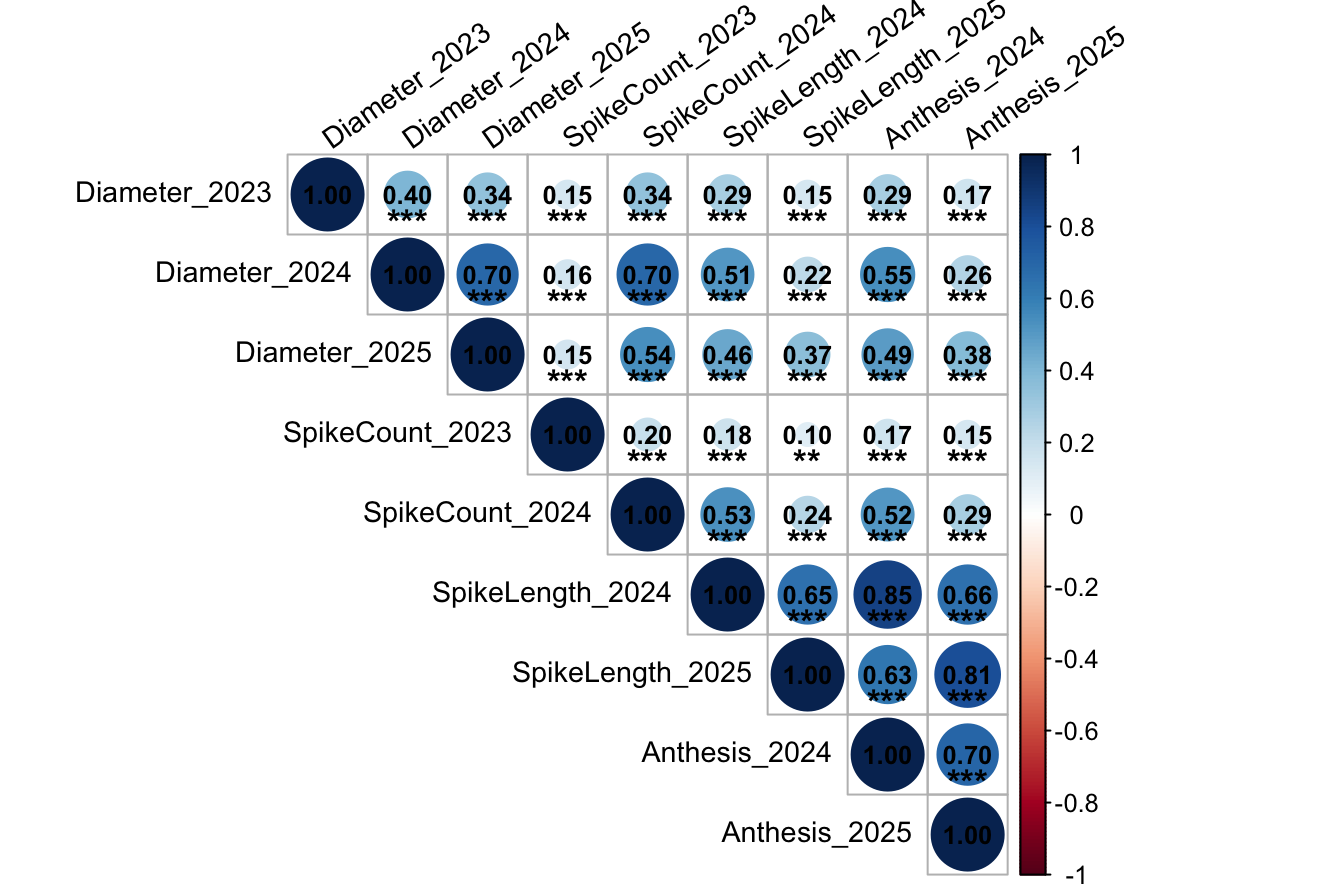 Diameter_2023
Diameter_2024
Diameter_2025
SpikeCount_2023
SpikeCount_2024
SpikeLength_2024
SpikeLength_2025
Anthesis_2024
Anthesis_2025
Diameter_2023 1.00 0.40 0.34 0.15 0.34 0.29 0.15 0.29 0.17
*** *** *** *** *** *** *** ***
Diameter_2024 1.00 0.70 0.16 0.70 0.51 0.22 0.55 0.26
*** *** *** *** *** *** ***
Diameter_2025 1.00 0.15 0.54 0.46 0.37 0.49 0.38
*** *** *** *** *** ***
SpikeCount_2023 1.00 0.20 0.18 0.10 0.17 0.15
*** *** ** *** ***
SpikeCount_2024 1.00 0.53 0.24 0.52 0.29
*** *** *** ***
SpikeLength_2024 1.00 0.65 0.85 0.66
*** *** ***
SpikeLength_2025 1.00 0.63 0.81
*** ***
Anthesis_2024 1.00 0.70
***
Anthesis_2025 1.00
1
0.8
0.6
0.4
0.2
0
-0.2
-0.4
-0.6
-0.8
-1